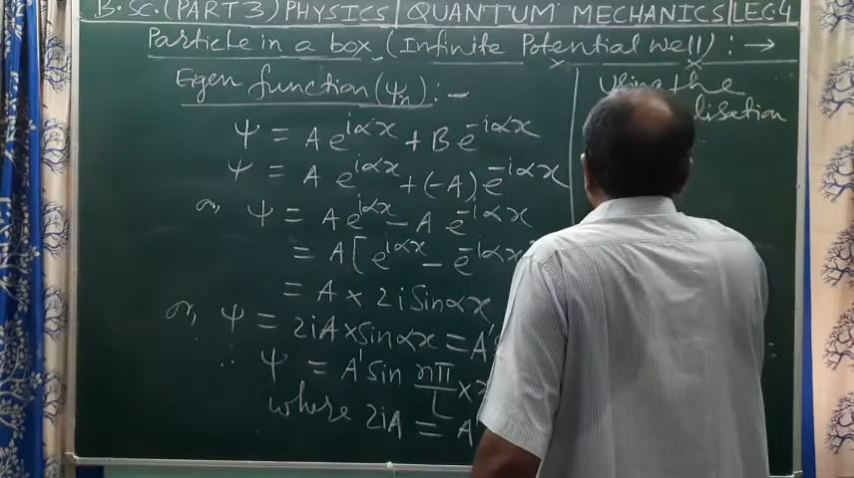 B.SC.(PART 3) PHYSICS | QUANTUM MECHANICS | LEC 4
Particle in a box (Infinite Potential well) : →
Eigen function (Ψn) :-
Ψ = A e^{iαx} + B e^{-iαx}
Ψ = A e^{iαx} + (-A) e^{-iαx}
or, Ψ = A e^{iαx} - A e^{-iαx}
= A [ e^{iαx} - e^{-iαx}
= A × 2i Sin αx
or, Ψ = 2iA × Sin αx = A'
∴ Ψ = A' Sin nπ/L ×
where 2iA = A
Using the
lisation